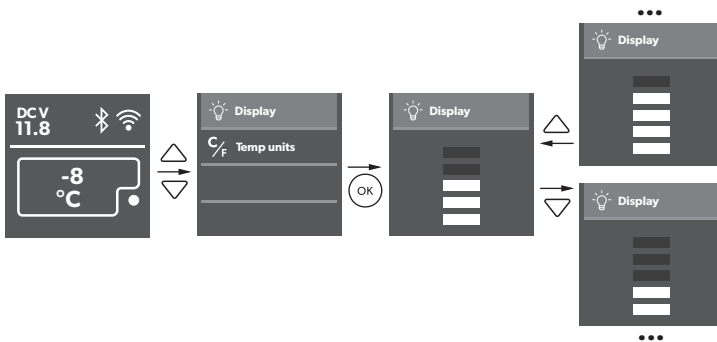 DC V
11.8
-8
°C
Display
C/F Temp units
OK
Display
•••
Display
Display
•••